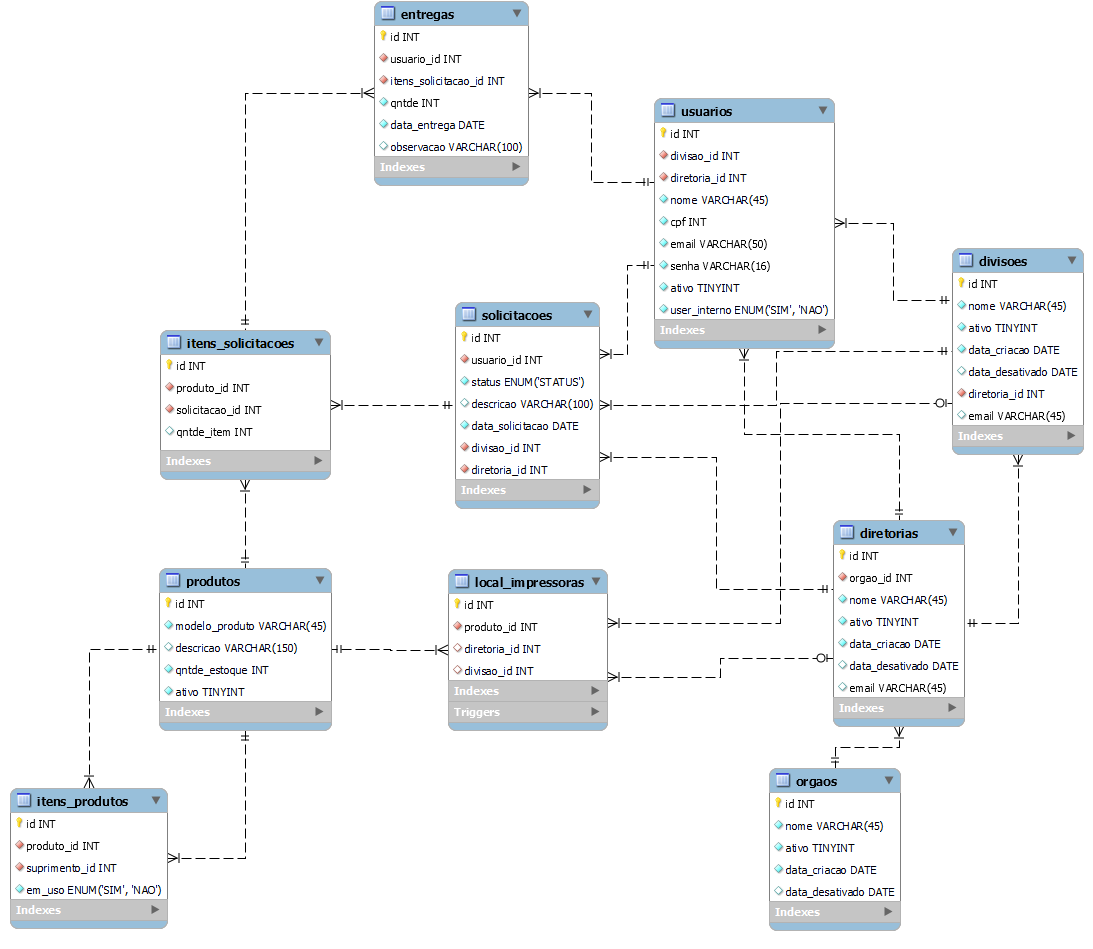 entregas
id INT
usuario_id INT
itens_solicitacao_id INT
qntde INT
data_entrega DATE
observacao VARCHAR(100)
Indexes
usuarios
id INT
divisao_id INT
diretoria_id INT
nome VARCHAR(45)
cpf INT
email VARCHAR(50)
senha VARCHAR(16)
ativo TINYINT
user_interno ENUM('SIM', 'NAO')
Indexes
divisoes
id INT
nome VARCHAR(45)
ativo TINYINT
data_criacao DATE
data_desativado DATE
diretoria_id INT
email VARCHAR(45)
Indexes
solicitacoes
id INT
usuario_id INT
status ENUM('STATUS')
descricao VARCHAR(100)
data_solicitacao DATE
divisao_id INT
diretoria_id INT
Indexes
itens_solicitacoes
id INT
produto_id INT
solicitacao_id INT
qntde_item INT
Indexes
diretorias
id INT
orgao_id INT
nome VARCHAR(45)
ativo TINYINT
data_criacao DATE
data_desativado DATE
email VARCHAR(45)
Indexes
produtos
id INT
modelo_produto VARCHAR(45)
descricao VARCHAR(150)
qntde_estoque INT
ativo TINYINT
Indexes
local_impressoras
id INT
produto_id INT
diretoria_id INT
divisao_id INT
Indexes
Triggers
itens_produtos
id INT
produto_id INT
suprimento_id INT
em_uso ENUM('SIM', 'NAO')
Indexes
orgaos
id INT
nome VARCHAR(45)
ativo TINYINT
data_criacao DATE
data_desativado DATE
Indexes